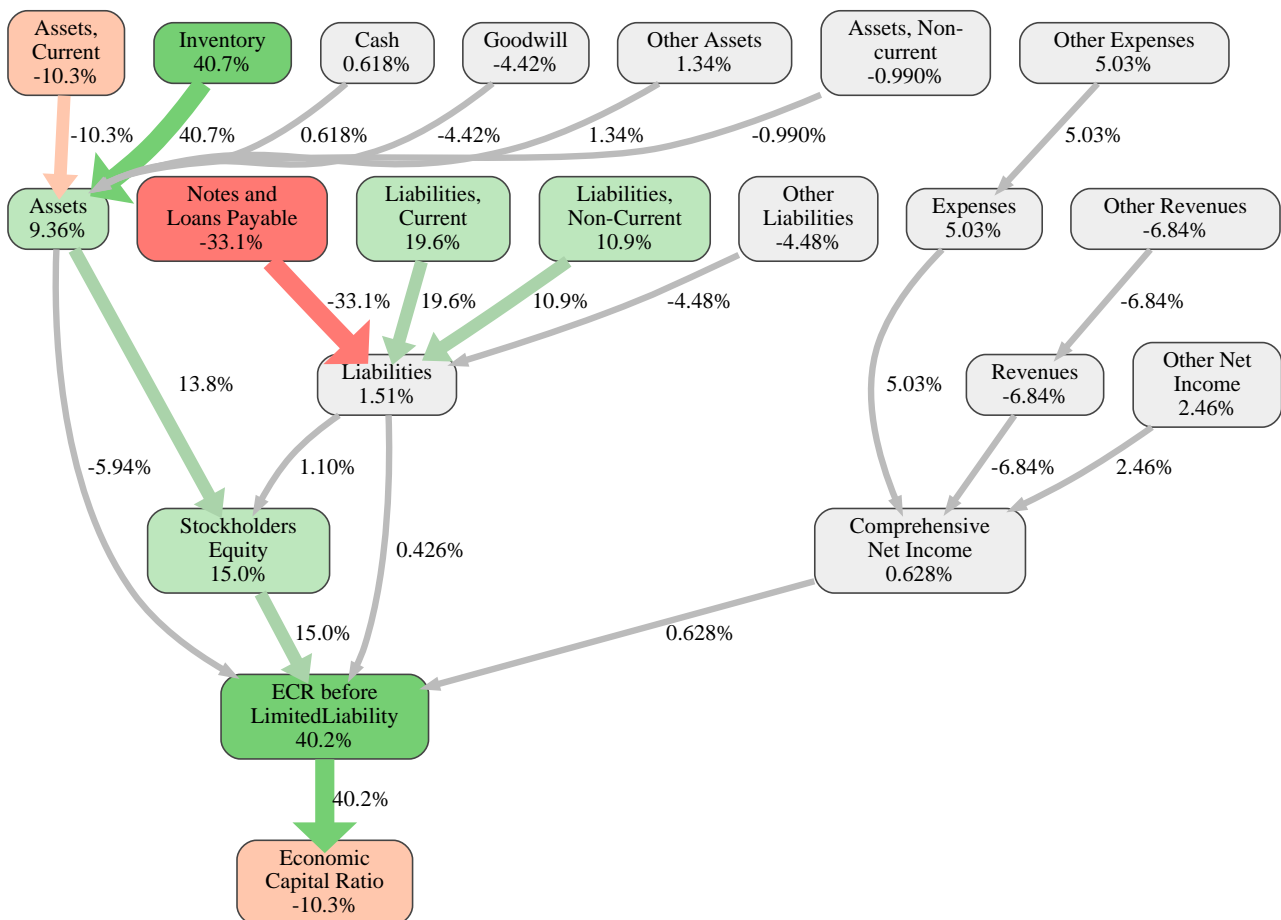 Assets,
Current
-10.3%
Inventory
40.7%
Cash
0.618%
Goodwill
-4.42%
Other Assets
1.34%
Assets, Non-
current
-0.990%
Other Expenses
5.03%
-10.3%
40.7%
0.618%
-4.42%
1.34%
-0.990%
5.03%
Assets
9.36%
Notes and
Loans Payable
-33.1%
Liabilities,
Current
19.6%
Liabilities,
Non-Current
10.9%
Other
Liabilities
-4.48%
Expenses
5.03%
Other Revenues
-6.84%
-33.1%
19.6%
10.9%
-4.48%
-6.84%
13.8%
Liabilities
1.51%
5.03%
Revenues
-6.84%
Other Net
Income
2.46%
-5.94%
1.10%
-6.84%
2.46%
Stockholders
Equity
15.0%
0.426%
Comprehensive
Net Income
0.628%
15.0%
0.628%
ECR before
LimitedLiability
40.2%
40.2%
Economic
Capital Ratio
-10.3%